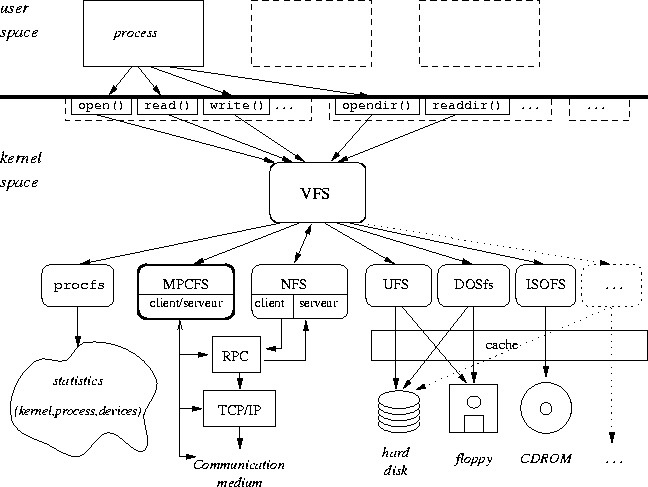 user
space
process
open() read() write() ... opendir() readdir() ... ...
kernel
space
VFS
procfs
MPCFS
client/serveur
NFS
client serveur
UFS
DOSfs
ISOFS
...
cache
RPC
TCP/IP
statistics
(kernel,process,devices)
Communication
medium
hard
disk
floppy
CDROM
...